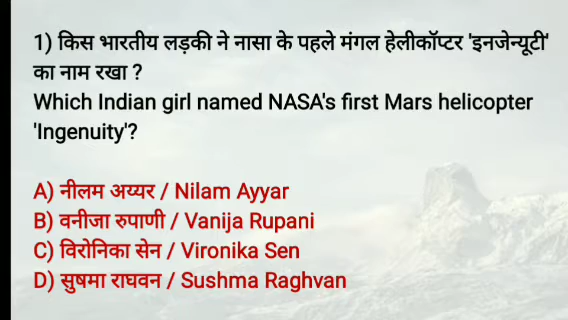 1) किस भारतीय लड़की ने नासा के पहले मंगल हेलीकॉप्टर 'इनजेन्यूटी'
का नाम रखा ?
Which Indian girl named NASA's first Mars helicopter
'Ingenuity'?
A) नीलम अय्यर / Nilam Ayyar
B) वनीजा रुपाणी / Vanija Rupani
C) विरोनिका सेन / Vironika Sen
D) सुषमा राघवन / Sushma Raghvan